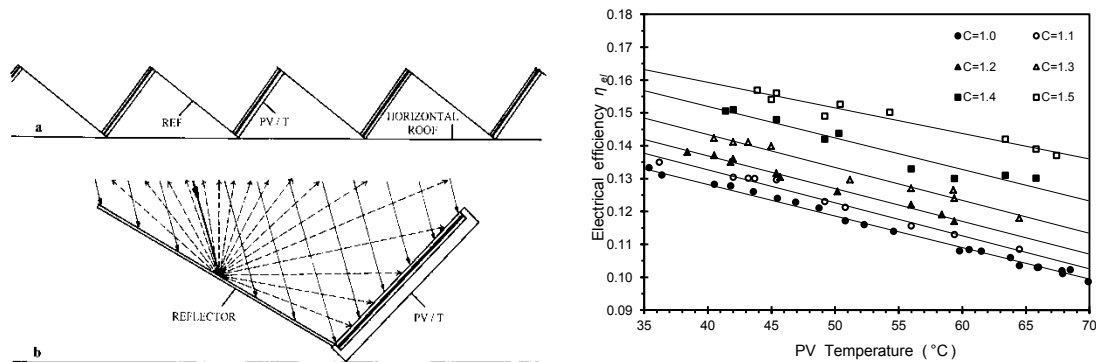 a
REF
PV / T
HORIZONTAL
ROOF
REFLECTOR
PV / T
b
Electrical efficiency η el
0.18
0.17
0.16
0.15
0.14
0.13
0.12
0.11
0.10
0.09
C=1.0 C=1.1
C=1.2 C=1.3
C=1.4 C=1.5
35 40 45 50 55 60 65 70
PV Temperature (°C)